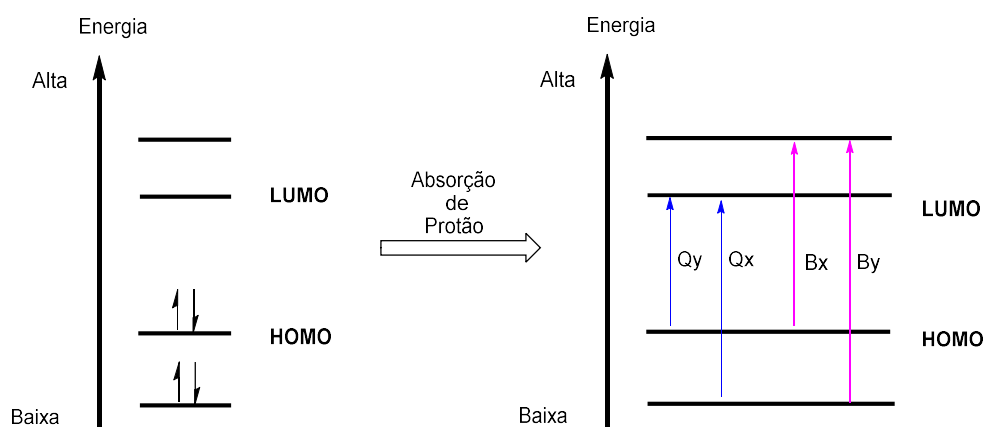 Energia
Alta
LUMO
HOMO
Baixa
Absorção
de
Protão
Energia
Alta
LUMO
Qy
Qx
Bx
By
HOMO
Baixa